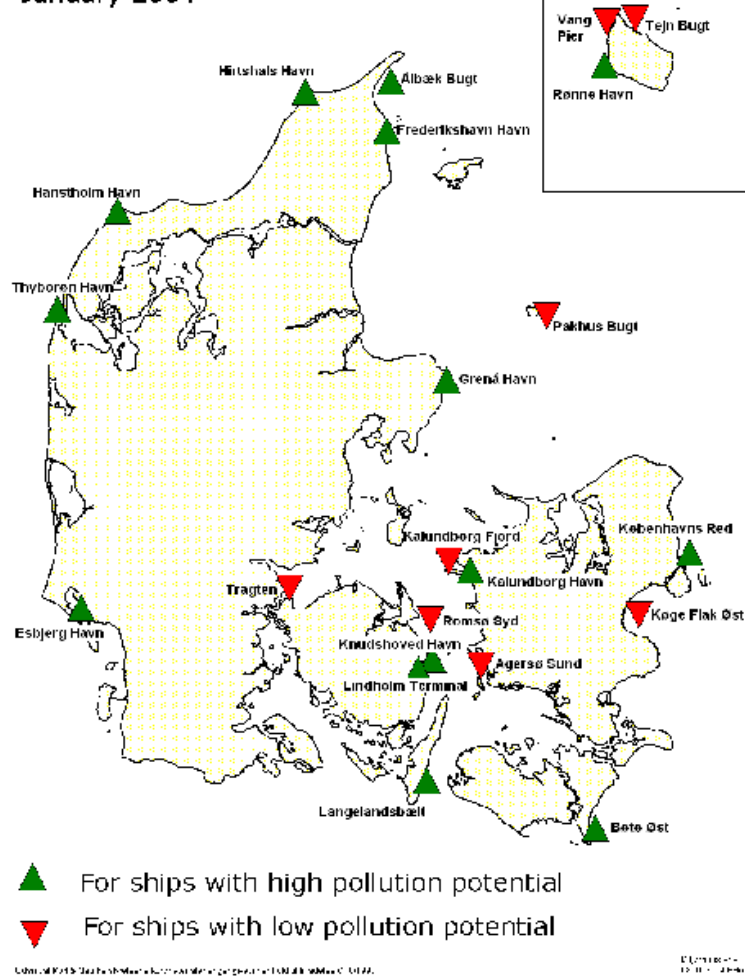 Vang
Pier
Tejn Bugt
Rønne Havn
Hirtshals Havn
Ålbæk Bugt
Frederikshavn Havn
Hanstholm Havn
Thyborøn Havn
Pakhus Bugt
Grenå Havn
Københavns Red
Kalundborg Fjord
Kalundborg Havn
Tragten
Køge Flak Øst
Romsø Syd
Esbjerg Havn
Knudshoved Havn
Agersø Sund
Lindholm Terminal
Langelandsbælt
Bøtø Øst
For ships with high pollution potential
For ships with low pollution potential